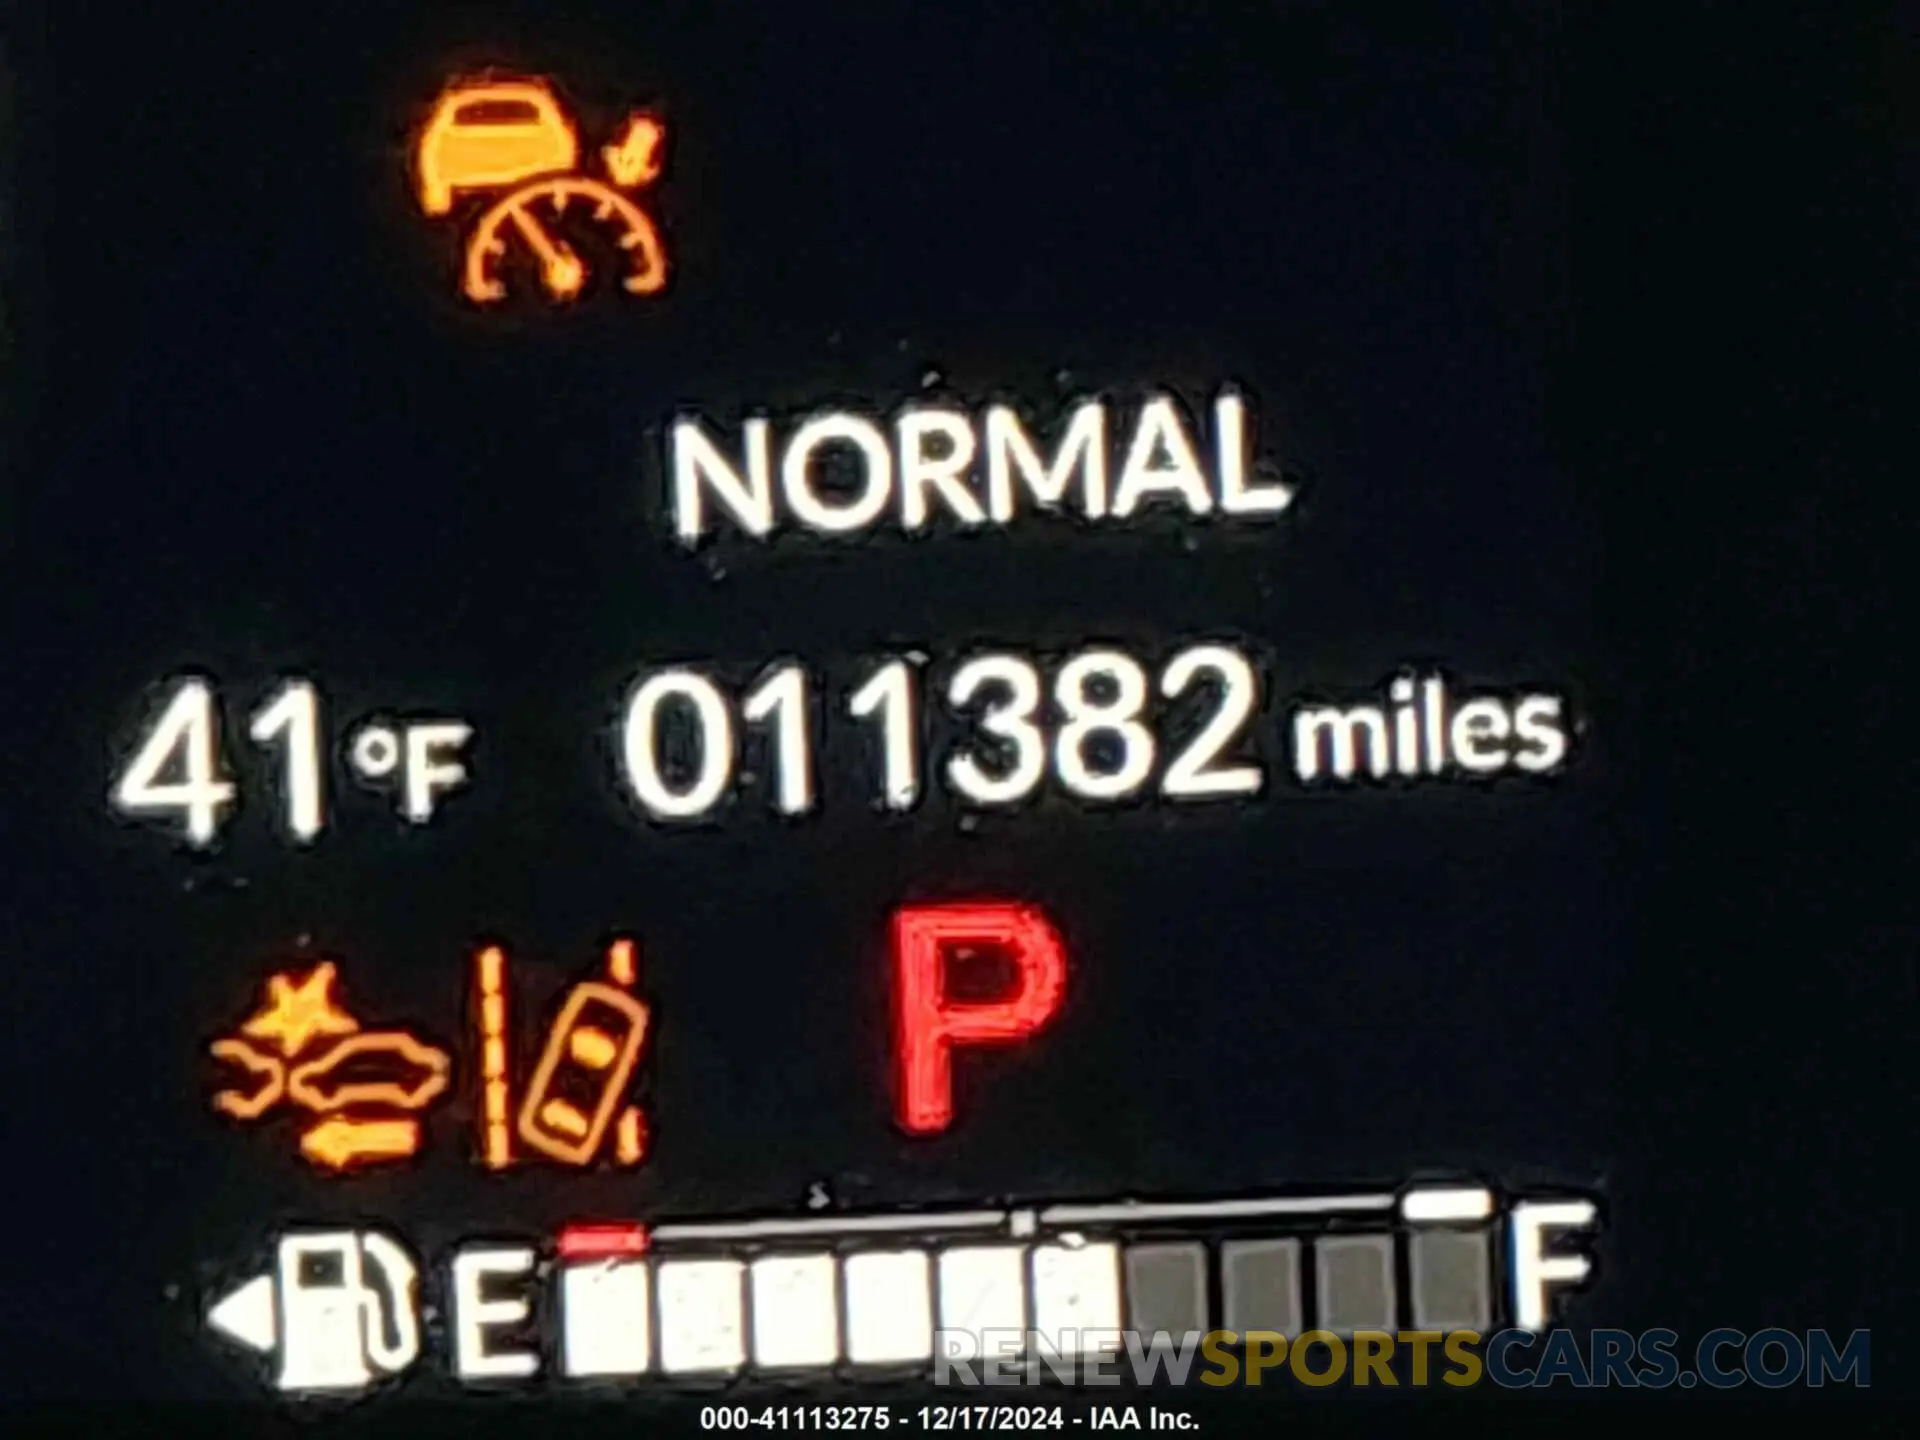 NORMAL
41°F 011382 miles
P
E F
RENEWSPORTSCARS.COM
000-41113275 - 12/17/2024 - IAA Inc.